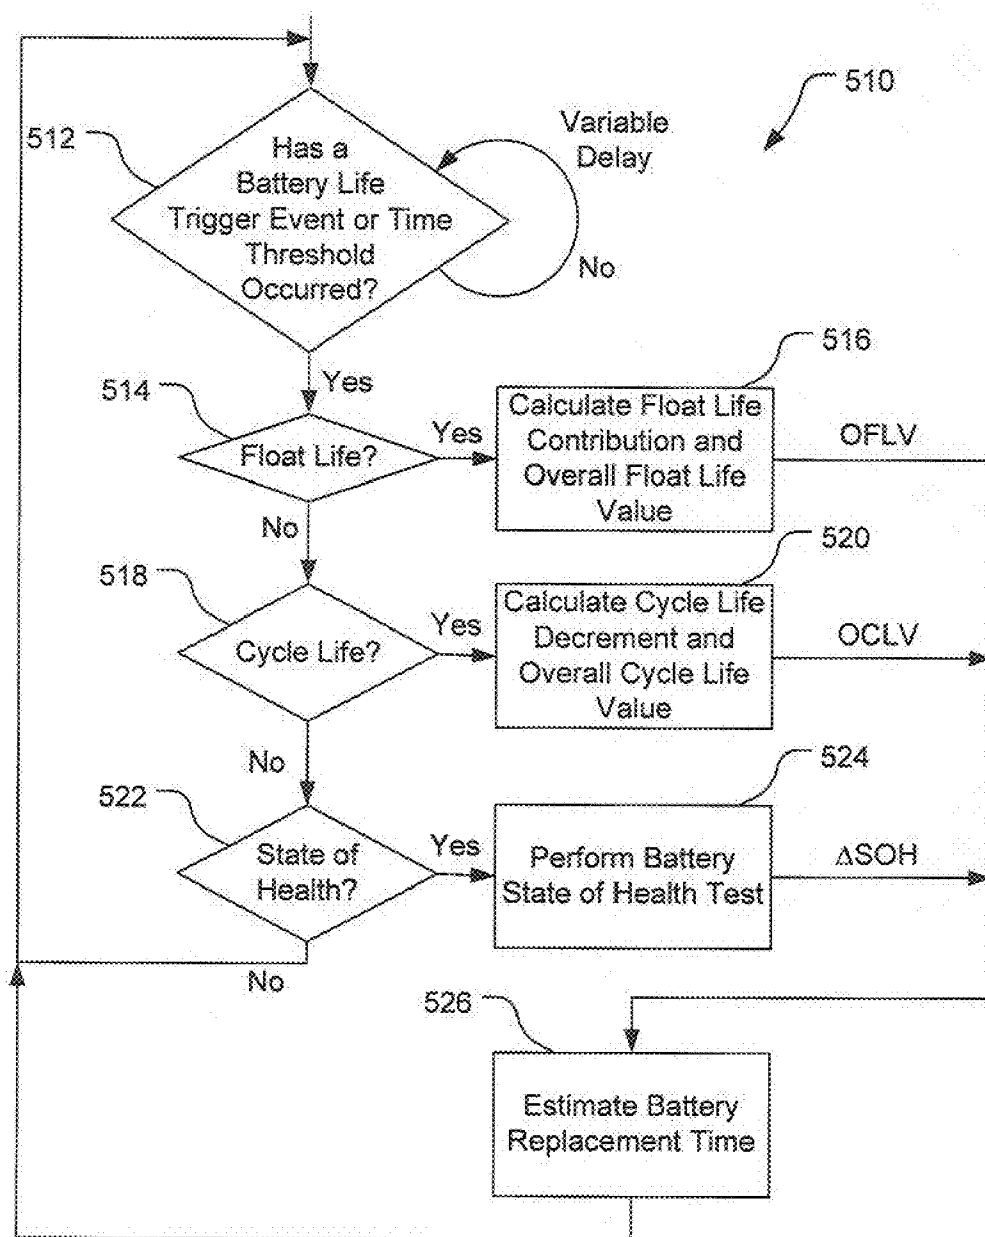 510
512
Has a
Battery Life
Trigger Event or Time
Threshold
Occurred?
Variable
Delay
No
Yes
514
Float Life?
Yes
516
Calculate Float Life
Contribution and
Overall Float Life
Value
OFLV
No
518
Cycle Life?
Yes
520
Calculate Cycle Life
Decrement and
Overall Cycle Life
Value
OCLV
No
522
State of
Health?
Yes
524
Perform Battery
State of Health Test
ΔSOH
No
526
Estimate Battery
Replacement Time